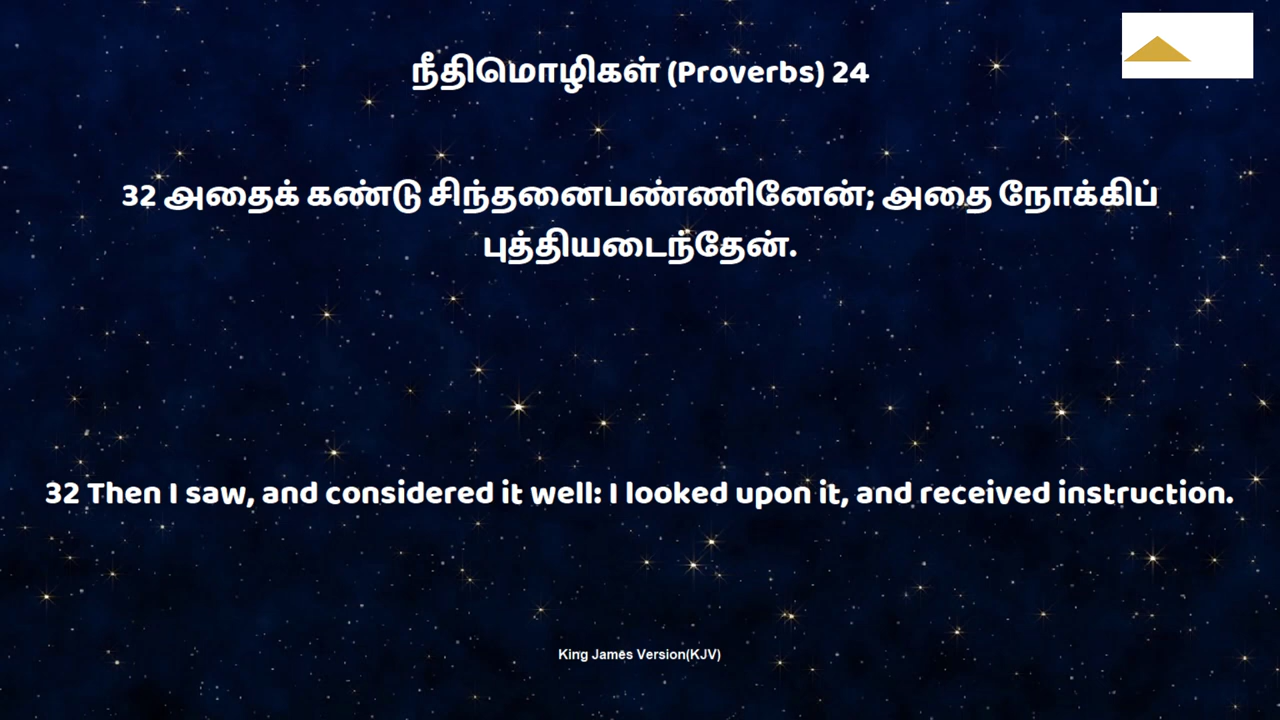 நீதிமொழிகள் (Proverbs) 24
32 அதைக் கண்டு சிந்தனைபண்ணினேன்; அதை நோக்கிப்
புத்தியடைந்தேன்.
32 Then I saw, and considered it well: I looked upon it, and received instruction.
King James Version(KJV)